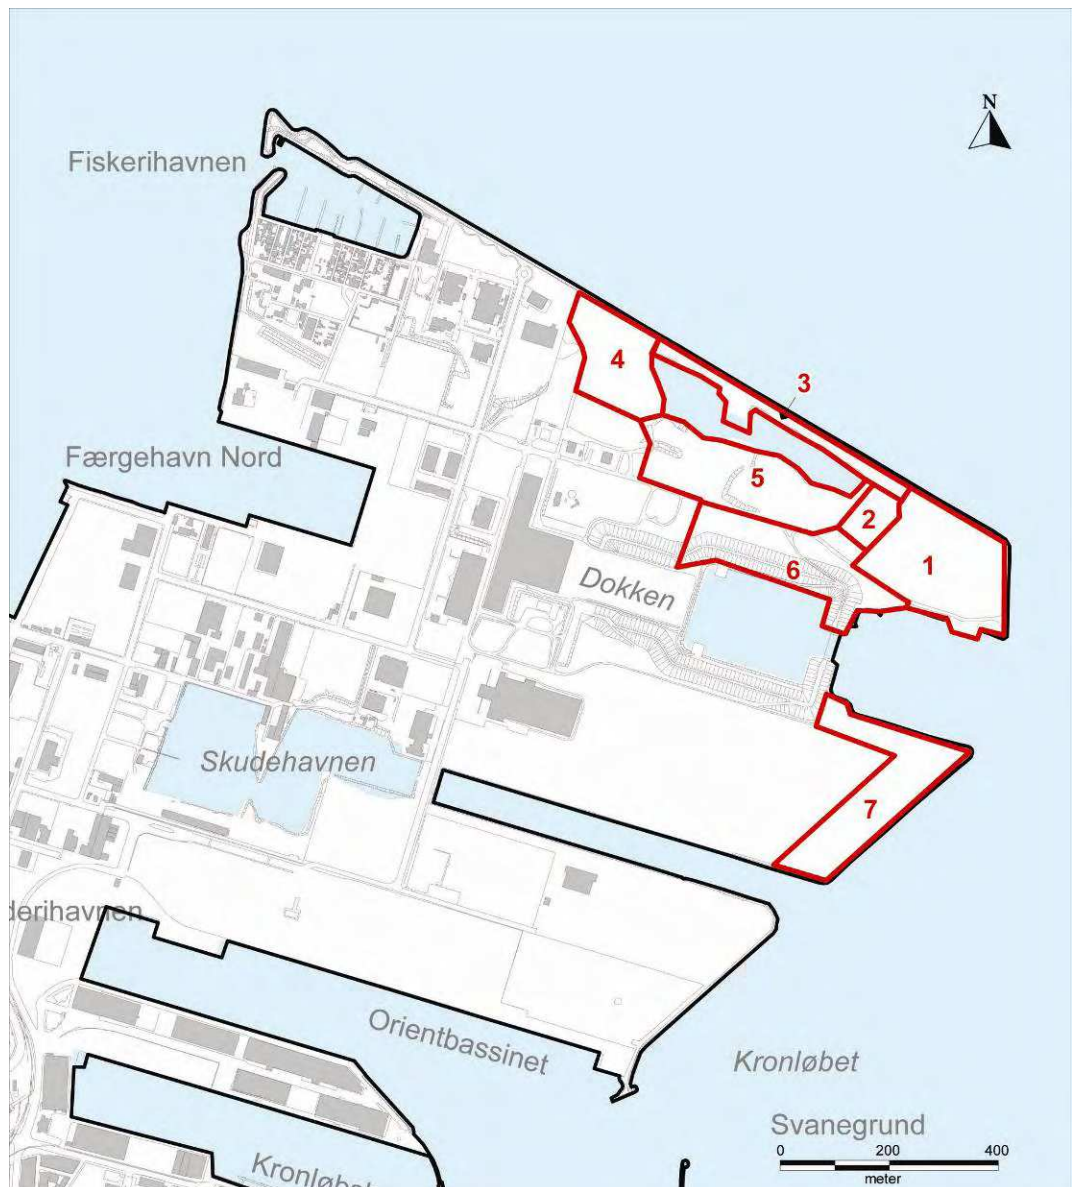 N
Fiskerihavnen
4
3
Færgehavn Nord
5
2
1
6
Dokken
Skudehavnen
7
derihavnen
Orientbassinet
Kronløbet
Svanegrund
0 200 400
meter